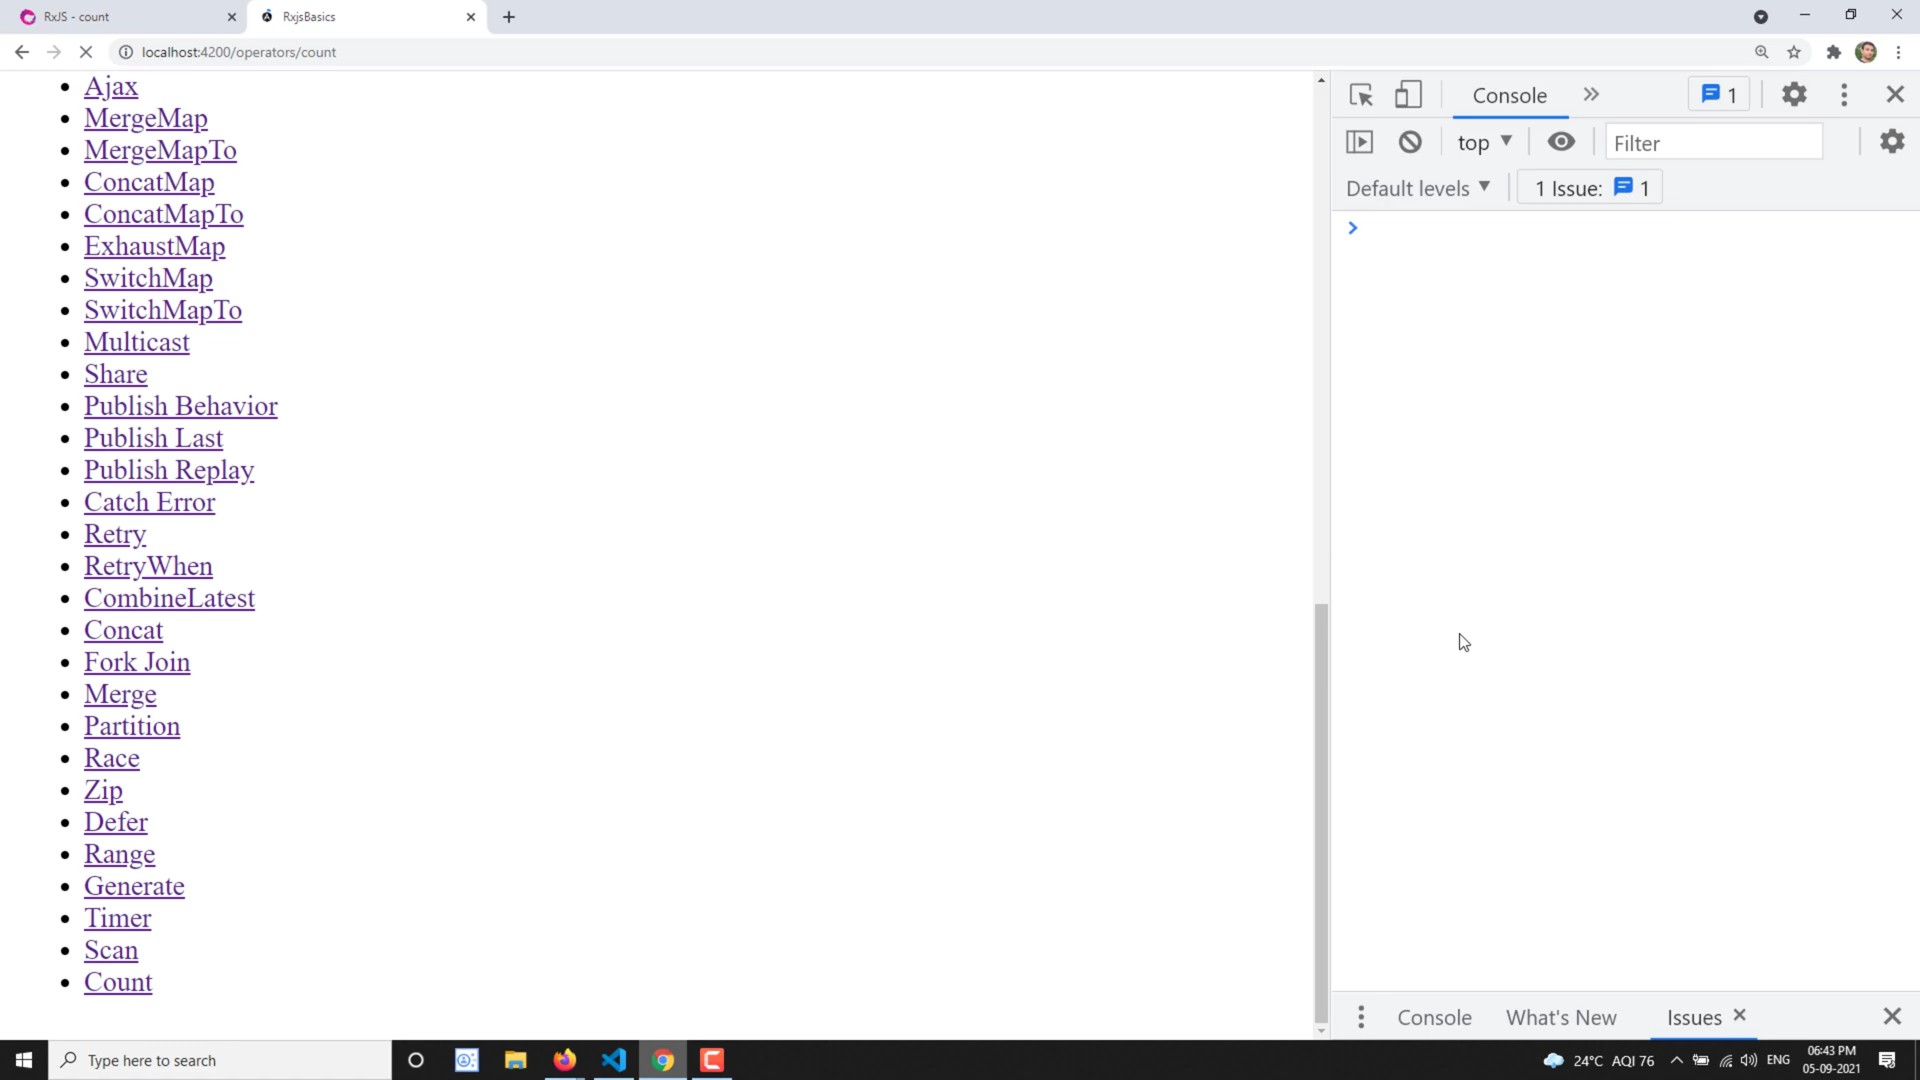 RxJS - count
RxjsBasics
localhost:4200/operators/count
Ajax
MergeMap
MergeMapTo
ConcatMap
ConcatMapTo
ExhaustMap
SwitchMap
SwitchMapTo
Multicast
Share
Publish Behavior
Publish Last
Publish Replay
Catch Error
Retry
RetryWhen
CombineLatest
Concat
Fork Join
Merge
Partition
Race
Zip
Defer
Range
Generate
Timer
Scan
Count
Console
1
top
Filter
Default levels
1 Issue: 1
Console What's New Issues
Type here to search
24°C AQI 76
ENG
06:43 PM
05-09-2021